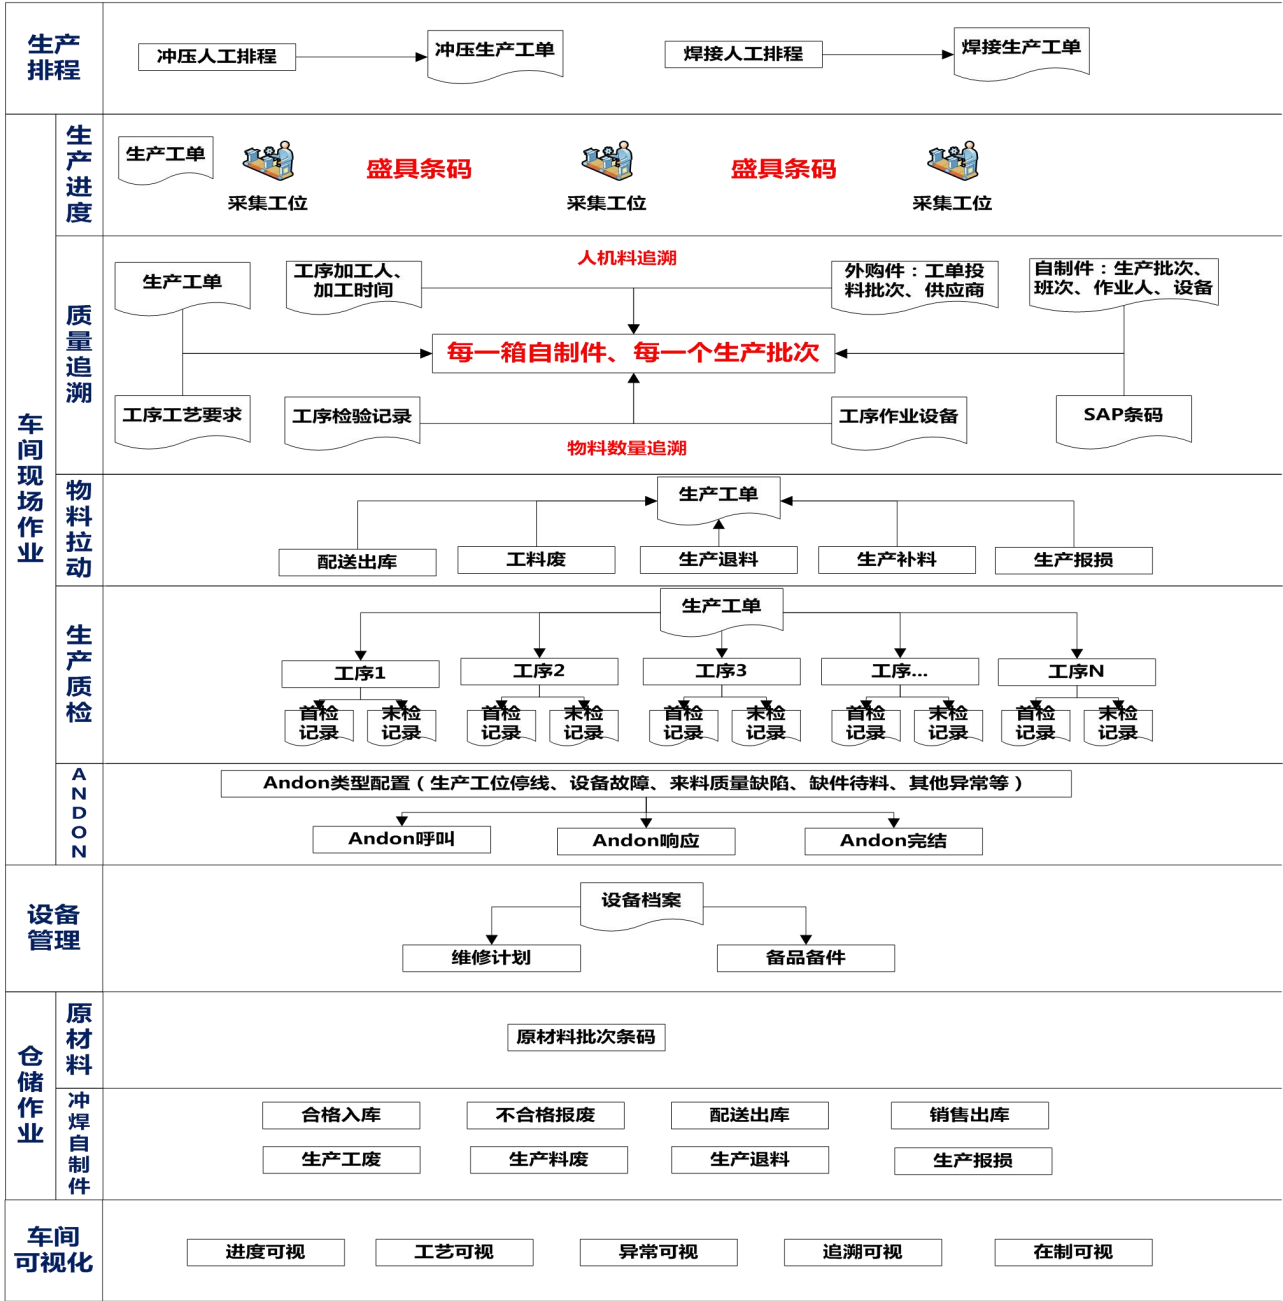 生产
排程
冲压人工排程
冲压生产工单
焊接人工排程
焊接生产工单
车间现场作业
生产进度
生产工单
采集工位
盛具条码
采集工位
盛具条码
采集工位
质量追溯
生产工单
工序加工人、
加工时间
人机料追溯
外购件：工单投
料批次、供应商
自制件：生产批次、
班次、作业人、设备
每一箱自制件、每一个生产批次
工序工艺要求
工序检验记录
物料数量追溯
工序作业设备
SAP条码
物料拉动
生产工单
配送出库
工料废
生产退料
生产补料
生产报损
生产质检
生产工单
工序1
工序2
工序3
工序...
工序N
首检
记录
末检
记录
首检
记录
末检
记录
首检
记录
末检
记录
首检
记录
末检
记录
首检
记录
末检
记录
ANDON
Andon类型配置（生产工位停线、设备故障、来料质量缺陷、缺件待料、其他异常等）
Andon呼叫
Andon响应
Andon完结
设备
管理
设备档案
维修计划
备品备件
仓储作业
原材料
原材料批次条码
冲焊自制件
合格入库
不合格报废
配送出库
销售出库
生产工废
生产料废
生产退料
生产报损
车间
可视化
进度可视
工艺可视
异常可视
追溯可视
在制可视